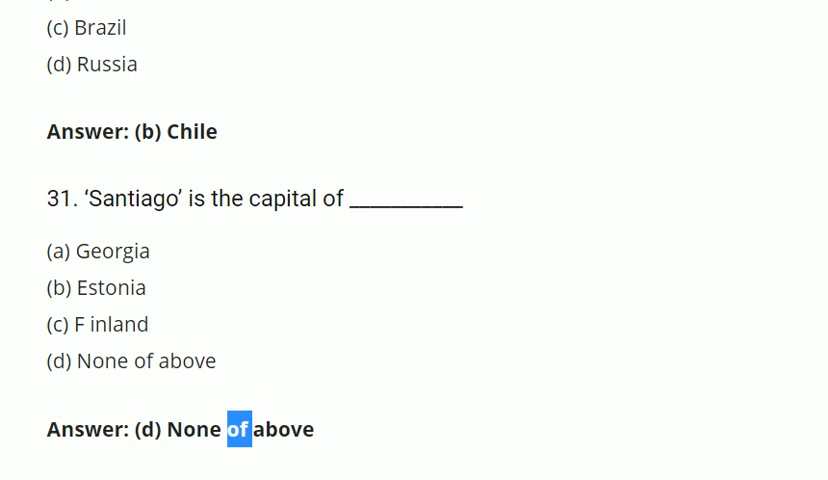 (c) Brazil
(d) Russia
Answer: (b) Chile
31. ‘Santiago’ is the capital of ___________
(a) Georgia
(b) Estonia
(c) F inland
(d) None of above
Answer: (d) None of above